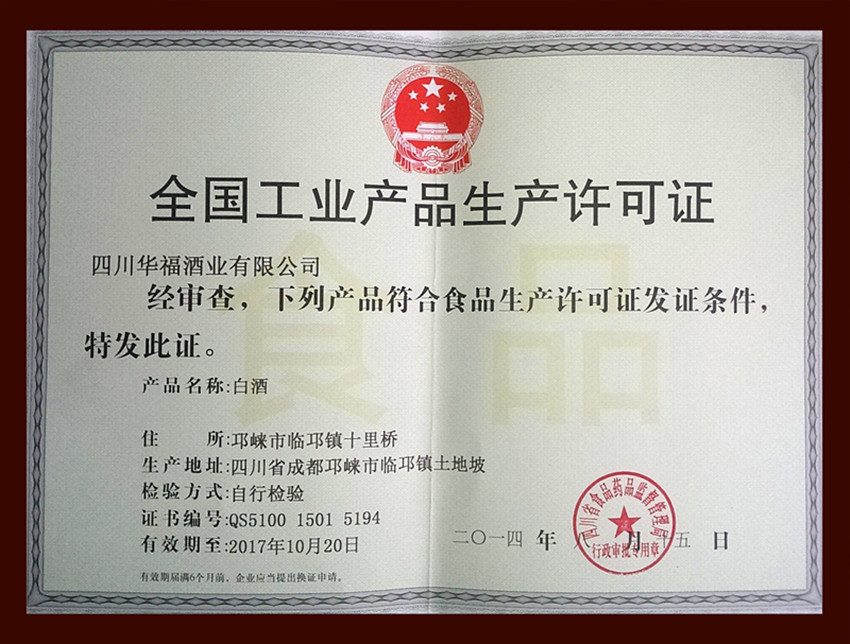 全国工业产品生产许可证
食品
四川华福酒业有限公司
经审查，下列产品符合食品生产许可证发证条件，
特发此证。
产品名称:白酒
住　　所:邛崃市临邛镇十里桥
生产地址:四川省成都邛崃市临邛镇土地坡
检验方式:自行检验
证书编号:QS5100 1501 5194
有效期至:2017年10月20日
二〇一四 年 八 月 十五 日
四川省食品药品监督管理局
行政审批专用章
有效期届满6个月前，企业应当提出换证申请。